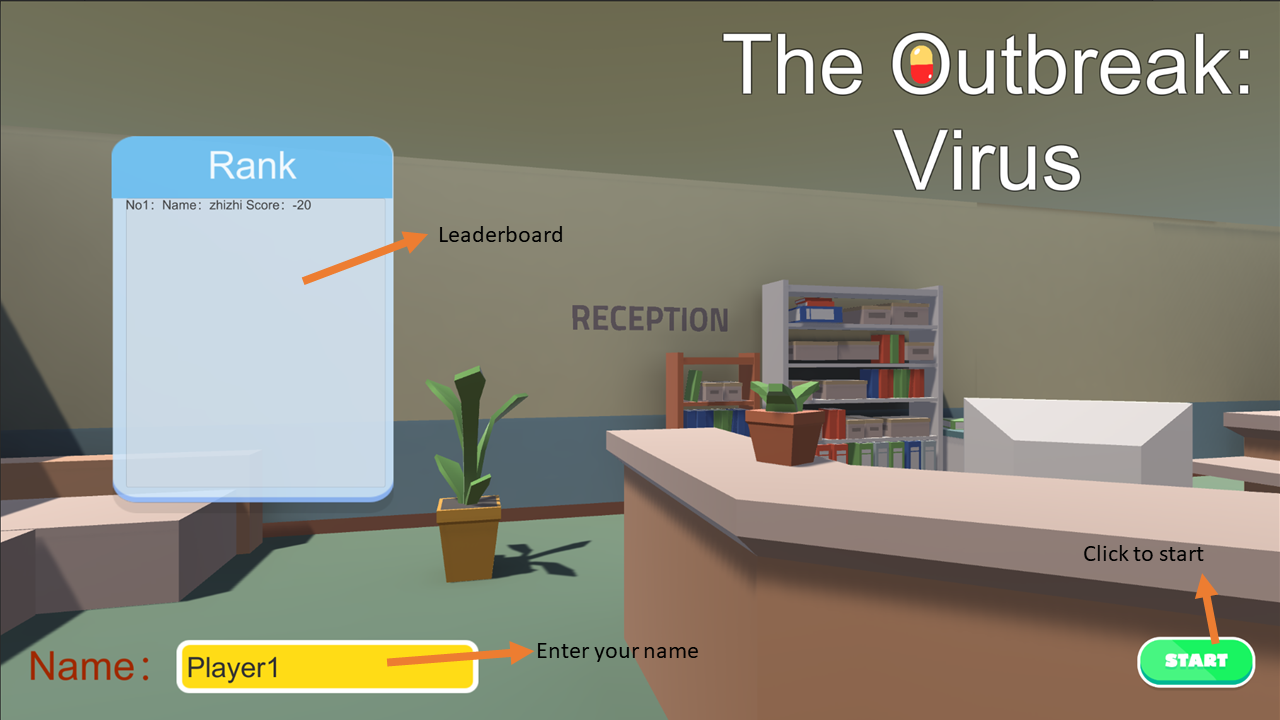 The Outbreak:
Virus
Rank
No1：Name：zhizhi Score：-20
Leaderboard
RECEPTION
Click to start
Name：
Player1
Enter your name
START